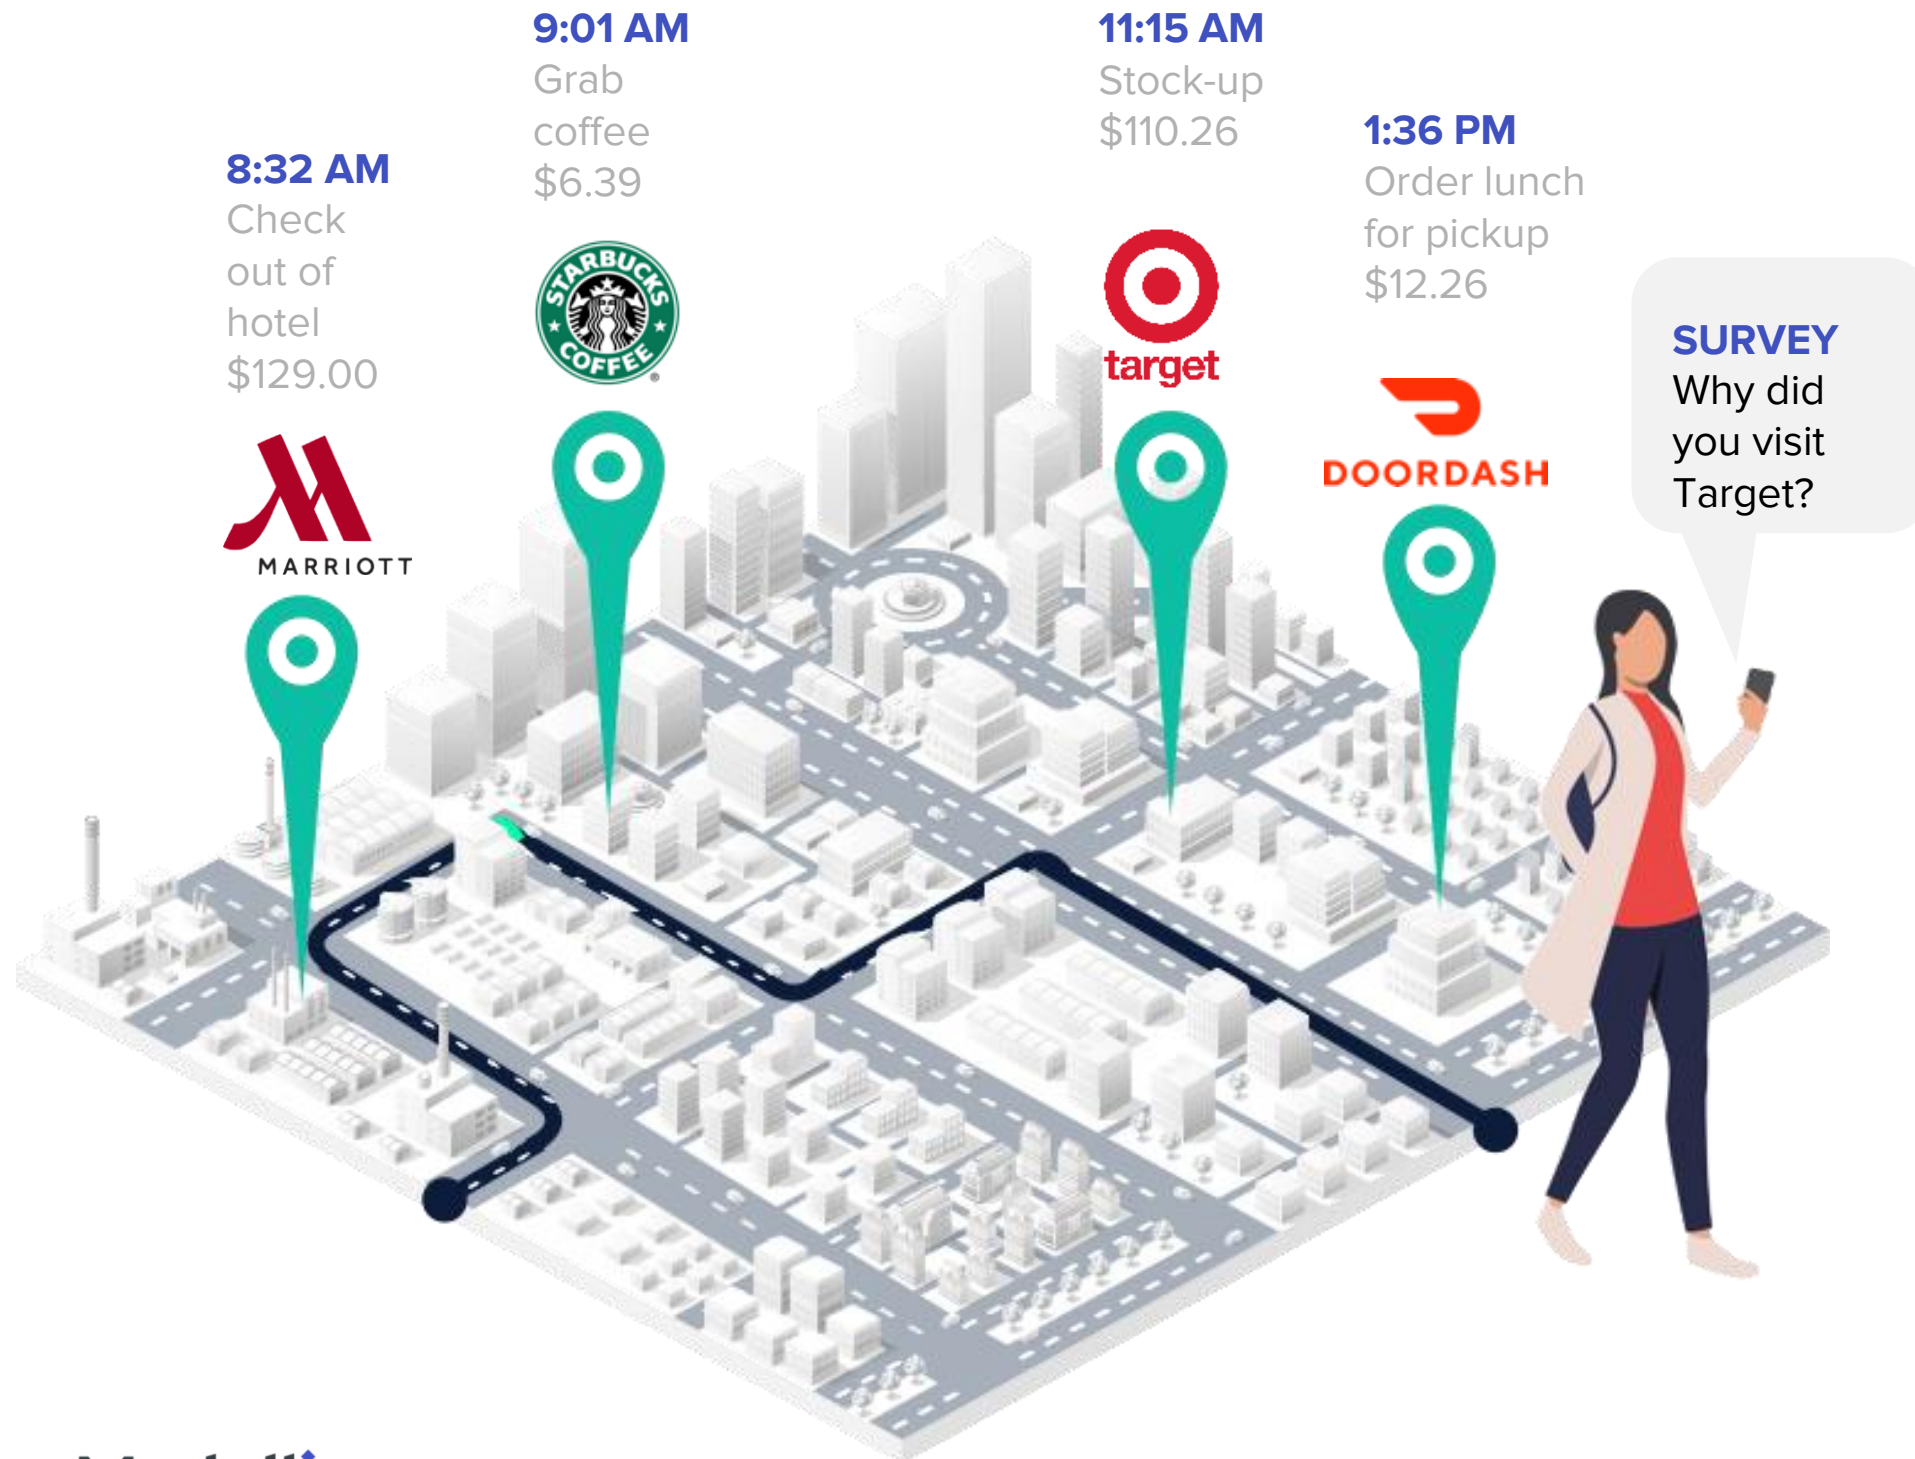 8:32 AM
Check
out of
hotel
$129.00
MARRIOTT
9:01 AM
Grab
coffee
$6.39
STARBUCKS
COFFEE
®
11:15 AM
Stock-up
$110.26
target
1:36 PM
Order lunch
for pickup
$12.26
DOORDASH
SURVEY
Why did
you visit
Target?